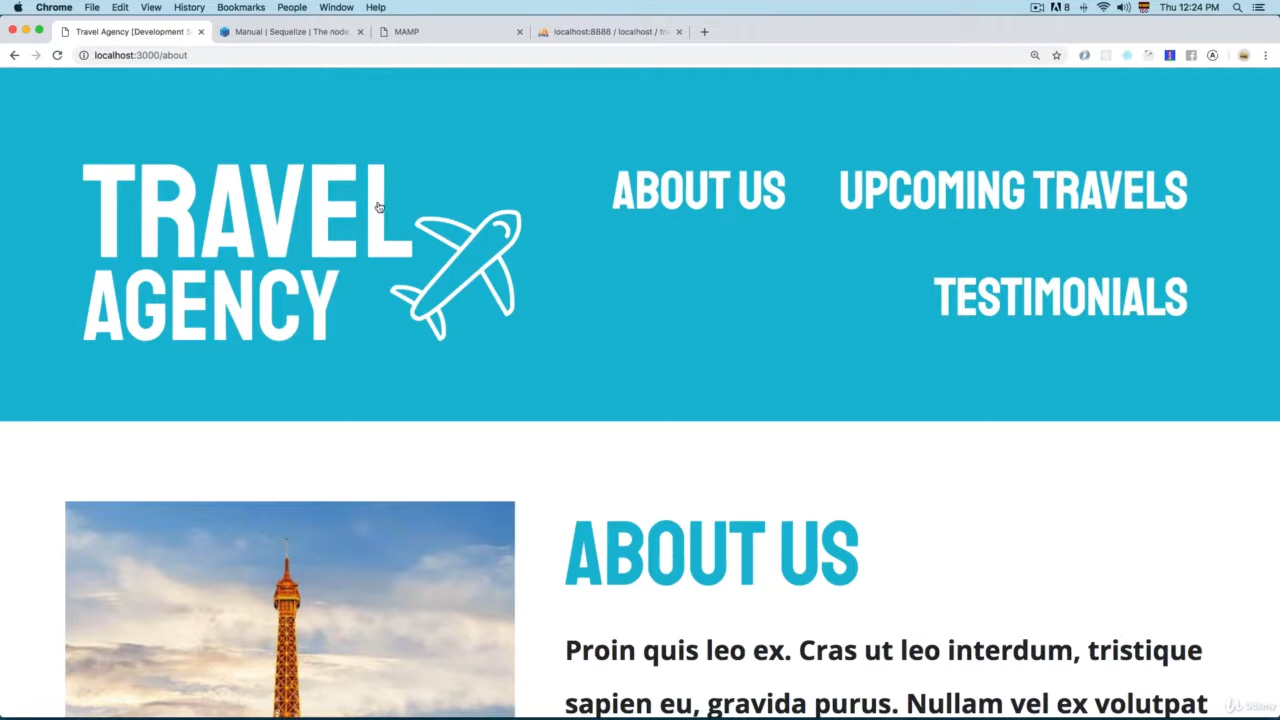 Chrome File Edit View History Bookmarks People Window Help
8 Thu 12:24 PM
Travel Agency [Development S
Manual | Sequelize | The node
MAMP
localhost:8888 / localhost / tra
localhost:3000/about
TRAVEL
AGENCY
ABOUT US
UPCOMING TRAVELS
TESTIMONIALS
ABOUT US
Proin quis leo ex. Cras ut leo interdum, tristique
sapien eu, gravida purus. Nullam vel ex volutpat
Udemy